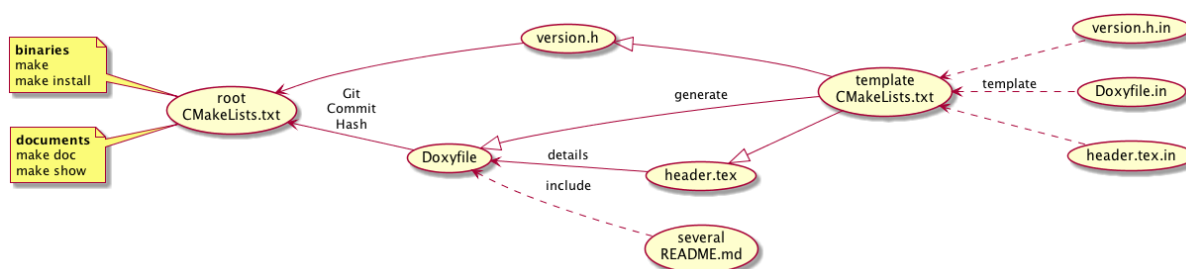 binaries
make
make install
documents
make doc
make show
root
CMakeLists.txt
Git
Commit
Hash
version.h
Doxyfile
generate
details
include
header.tex
several
README.md
template
CMakeLists.txt
template
version.h.in
Doxyfile.in
header.tex.in